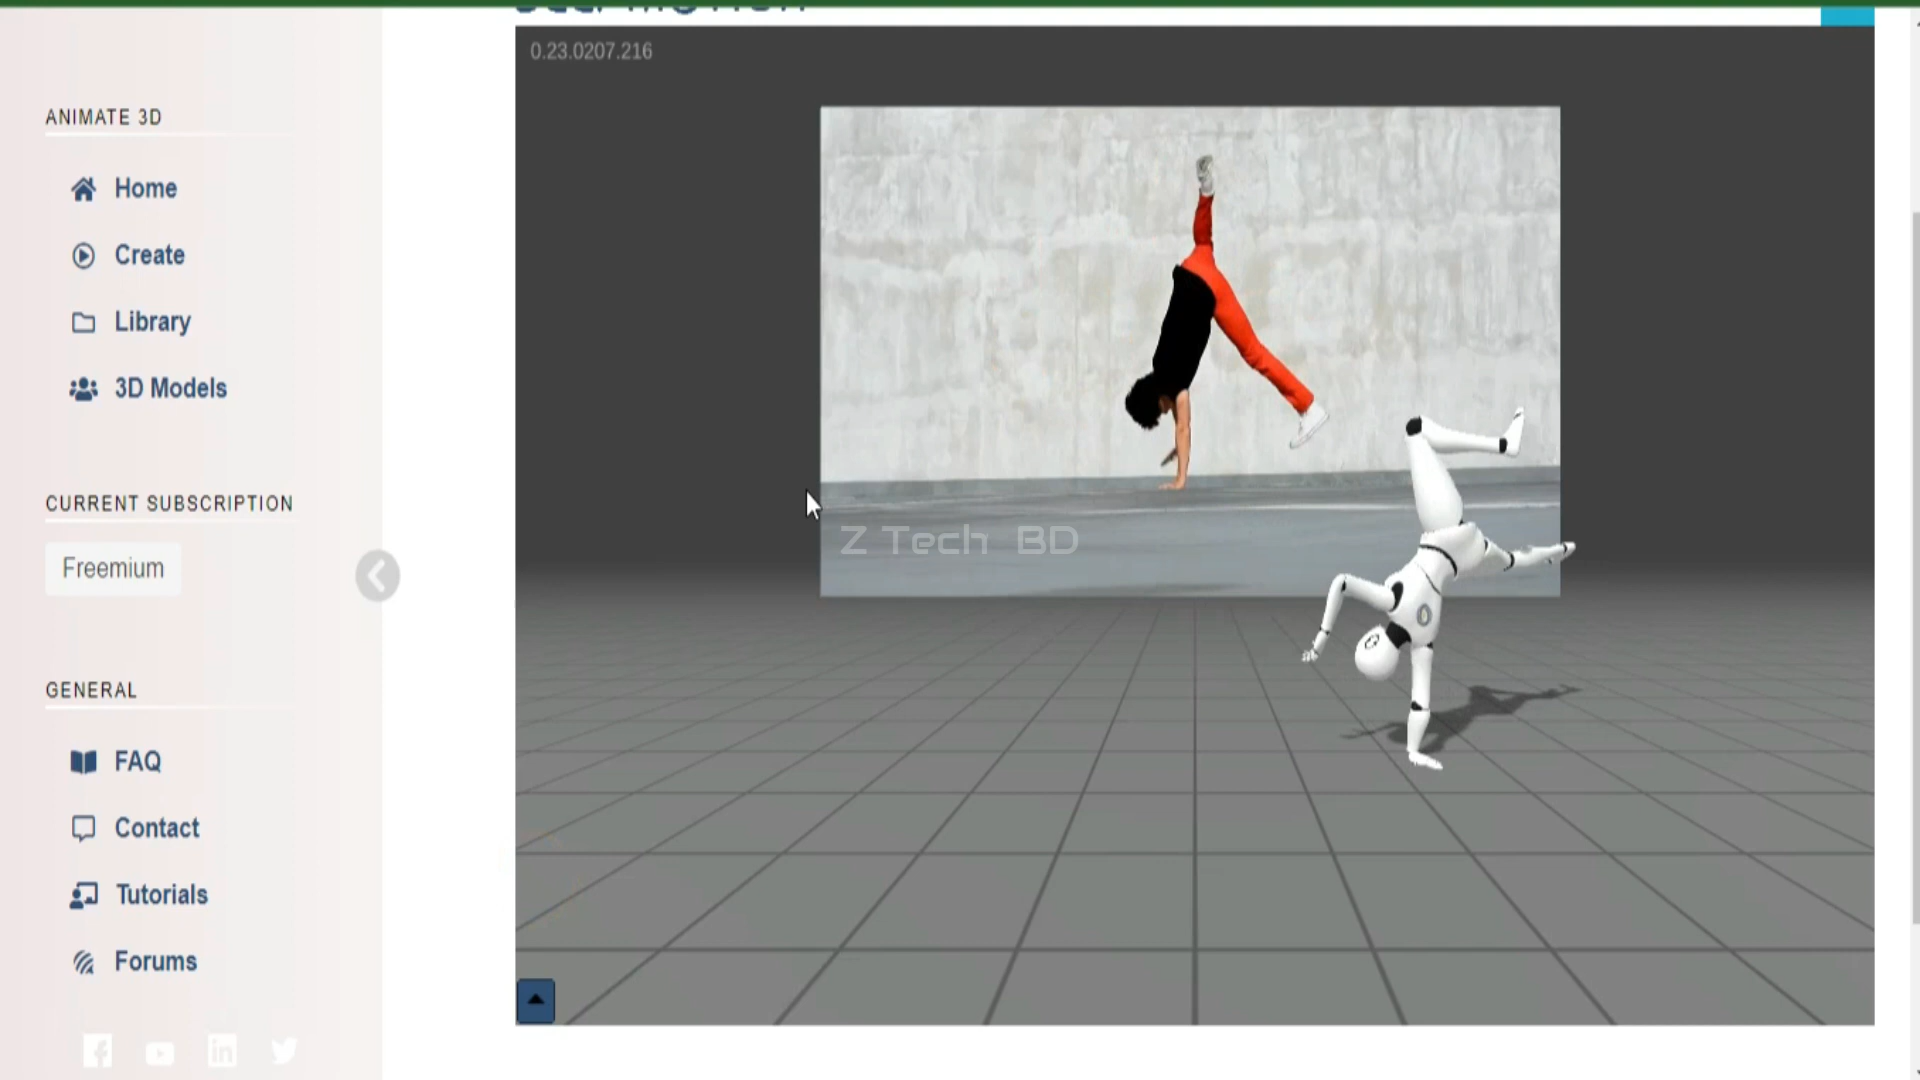 0.23.0207.216
ANIMATE 3D
Home
Create
Library
3D Models
CURRENT SUBSCRIPTION
Freemium
GENERAL
FAQ
Contact
Tutorials
Forums
Z Tech BD